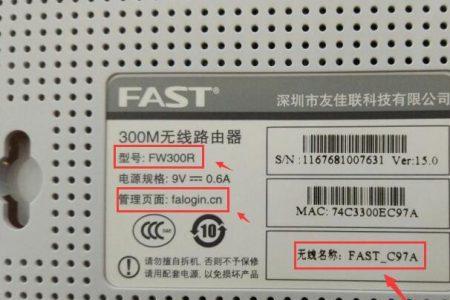 FAST®
深圳市友佳联科技有限公司
300M无线路由器
型号: FW300R
S/N:1167681007631 Ver:15.0
电源规格: 9V⎓0.6A
管理页面: falogin.cn
MAC: 74C3300EC97A
CCC
10
无线名称: FAST_C97A
请勿擅自拆机, 否则不予保修
请用配套电源, 以免损坏产品